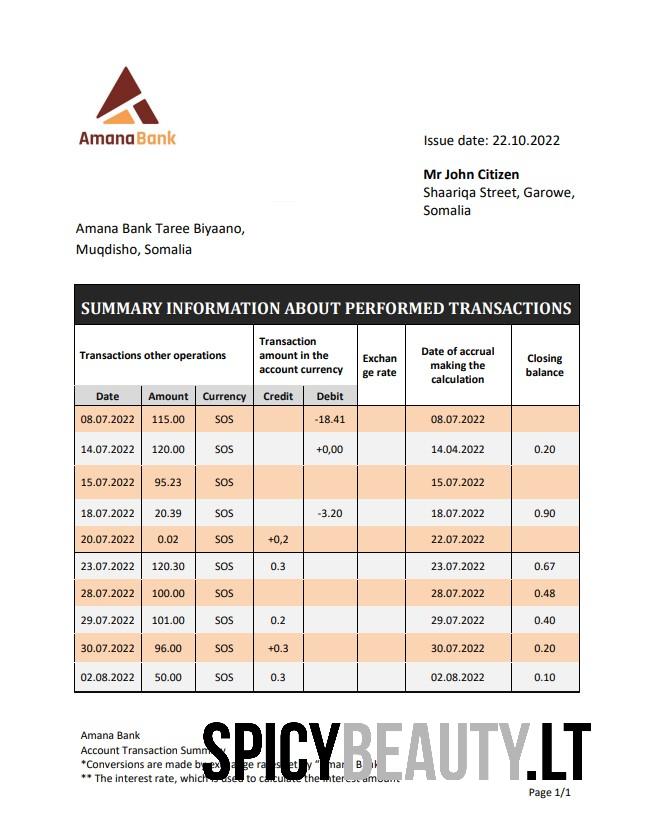 AmanaBank
Issue date: 22.10.2022
Mr John Citizen
Shaariqa Street, Garowe,
Somalia
Amana Bank Taree Biyaano,
Muqdisho, Somalia
SUMMARY INFORMATION ABOUT PERFORMED TRANSACTIONS
Transactions other operations
Transaction
amount in the
account currency
Exchan
ge rate
Date of accrual
making the
calculation
Closing
balance
Date Amount Currency Credit Debit
08.07.2022 115.00 SOS -18.41 08.07.2022
14.07.2022 120.00 SOS +0,00 14.04.2022 0.20
15.07.2022 95.23 SOS 15.07.2022
18.07.2022 20.39 SOS -3.20 18.07.2022 0.90
20.07.2022 0.02 SOS +0,2 22.07.2022
23.07.2022 120.30 SOS 0.3 23.07.2022 0.67
28.07.2022 100.00 SOS 28.07.2022 0.48
29.07.2022 101.00 SOS 0.2 29.07.2022 0.40
30.07.2022 96.00 SOS +0.3 30.07.2022 0.20
02.08.2022 50.00 SOS 0.3 02.08.2022 0.10
Amana Bank
Account Transaction Summary
SPICYBEAUTY.LT
*Conversions are made by exchange rates set by "Amana Bank
** The interest rate, which is used to calculate the interest amount
Page 1/1